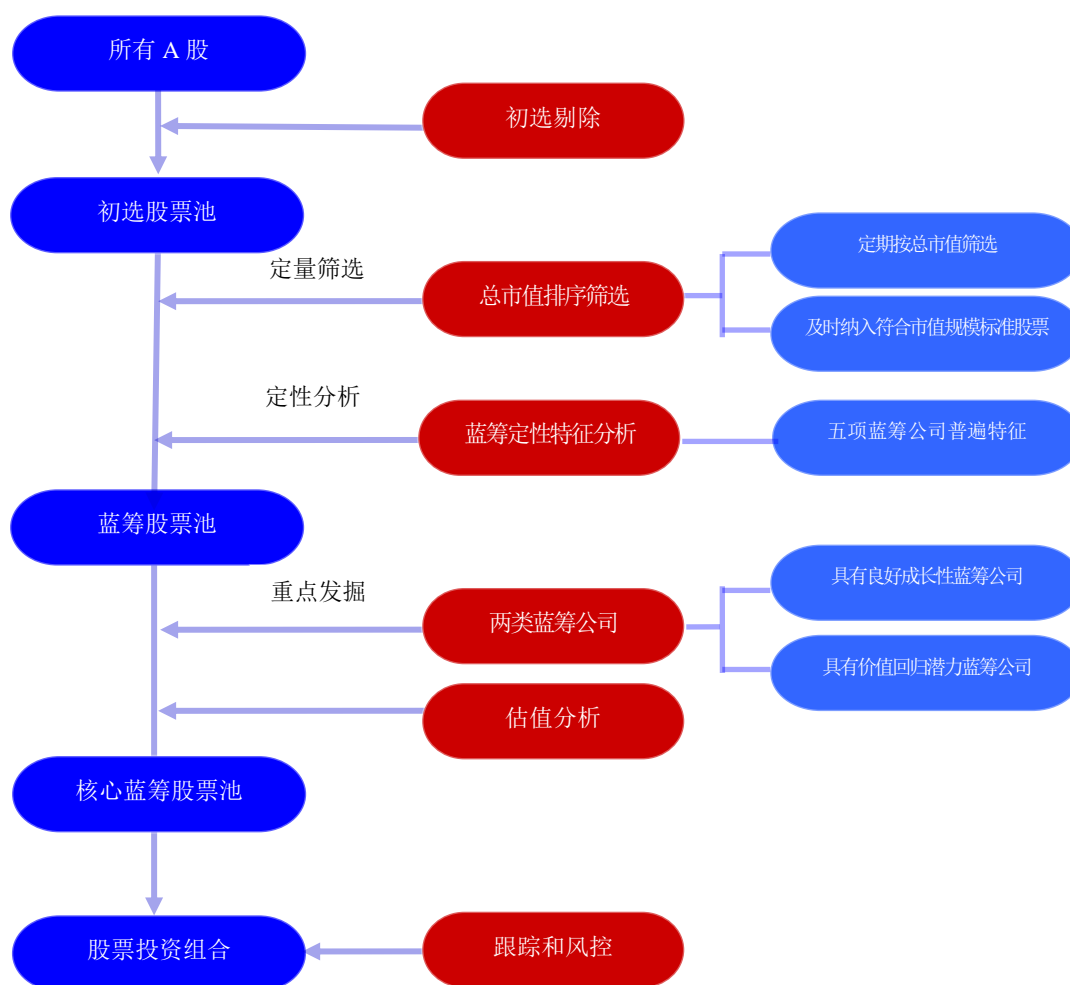 所有 A 股
初选剔除
初选股票池
定期按总市值筛选
定量筛选
总市值排序筛选
及时纳入符合市值规模标准股票
定性分析
蓝筹定性特征分析
五项蓝筹公司普遍特征
蓝筹股票池
具有良好成长性蓝筹公司
重点发掘
两类蓝筹公司
具有价值回归潜力蓝筹公司
估值分析
核心蓝筹股票池
股票投资组合
跟踪和风控